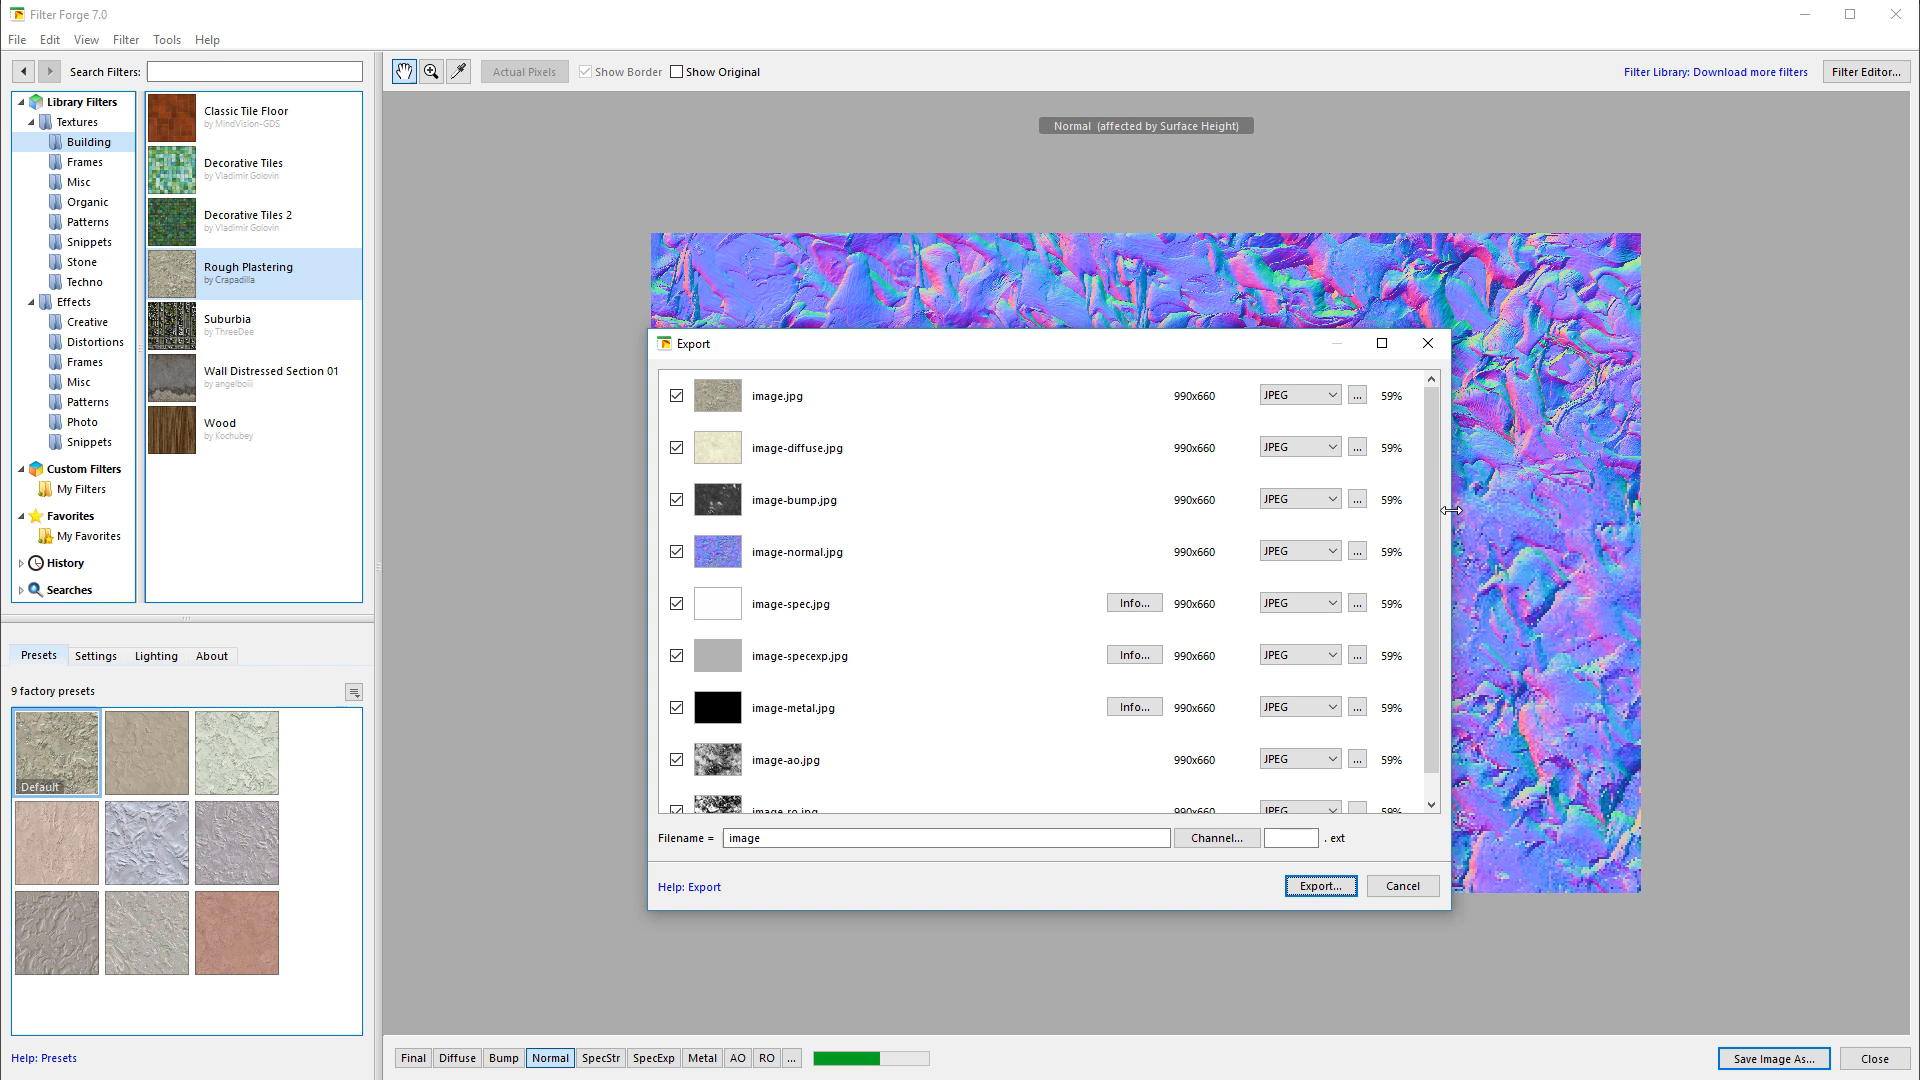 Filter Forge 7.0
File Edit View Filter Tools Help
Search Filters:
Actual Pixels
Show Border
Show Original
Filter Library: Download more filters
Filter Editor...
Library Filters
Textures
Building
Frames
Misc
Organic
Patterns
Snippets
Stone
Techno
Effects
Creative
Distortions
Frames
Misc
Patterns
Photo
Snippets
Custom Filters
My Filters
Favorites
My Favorites
History
Searches
Classic Tile Floor
by MindVision-GDS
Decorative Tiles
by Vladimir Golovin
Decorative Tiles 2
by Vladimir Golovin
Rough Plastering
by Crapadilla
Suburbia
by ThreeDee
Wall Distressed Section 01
by angelboiii
Wood
by Kochubey
Normal (affected by Surface Height)
Export
image.jpg 990x660 JPEG ... 59%
image-diffuse.jpg 990x660 JPEG ... 59%
image-bump.jpg 990x660 JPEG ... 59%
image-normal.jpg 990x660 JPEG ... 59%
image-spec.jpg Info... 990x660 JPEG ... 59%
image-specexp.jpg Info... 990x660 JPEG ... 59%
image-metal.jpg Info... 990x660 JPEG ... 59%
image-ao.jpg 990x660 JPEG ... 59%
image-ro.jpg 990x660 JPEG ... 59%
Filename = image Channel... . ext
Help: Export
Export...
Cancel
Presets Settings Lighting About
9 factory presets
Default
Help: Presets
Final Diffuse Bump Normal SpecStr SpecExp Metal AO RO ...
Save Image As...
Close